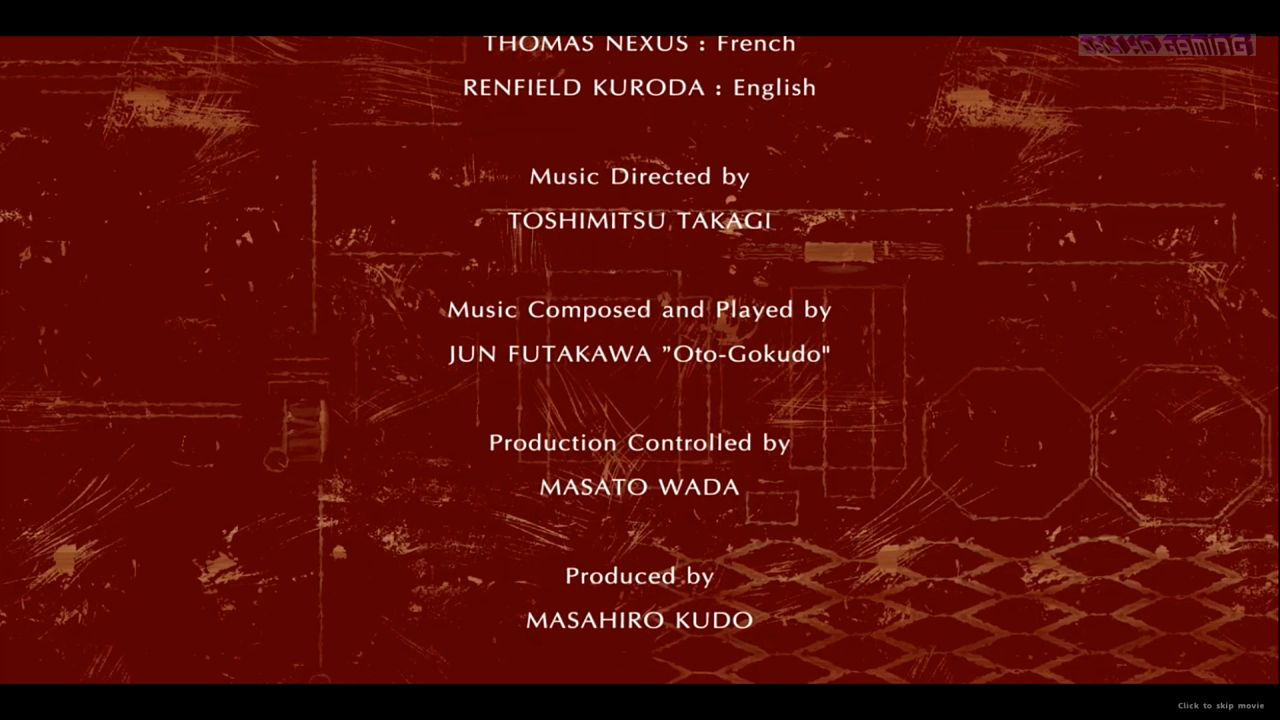 THOMAS NEXUS : French
RENFIELD KURODA : English
Music Directed by
TOSHIMITSU TAKAGI
Music Composed and Played by
JUN FUTAKAWA ”Oto-Gokudo"
Production Controlled by
MASATO WADA
Produced by
MASAHIRO KUDO
GAMING
Click to skip movie